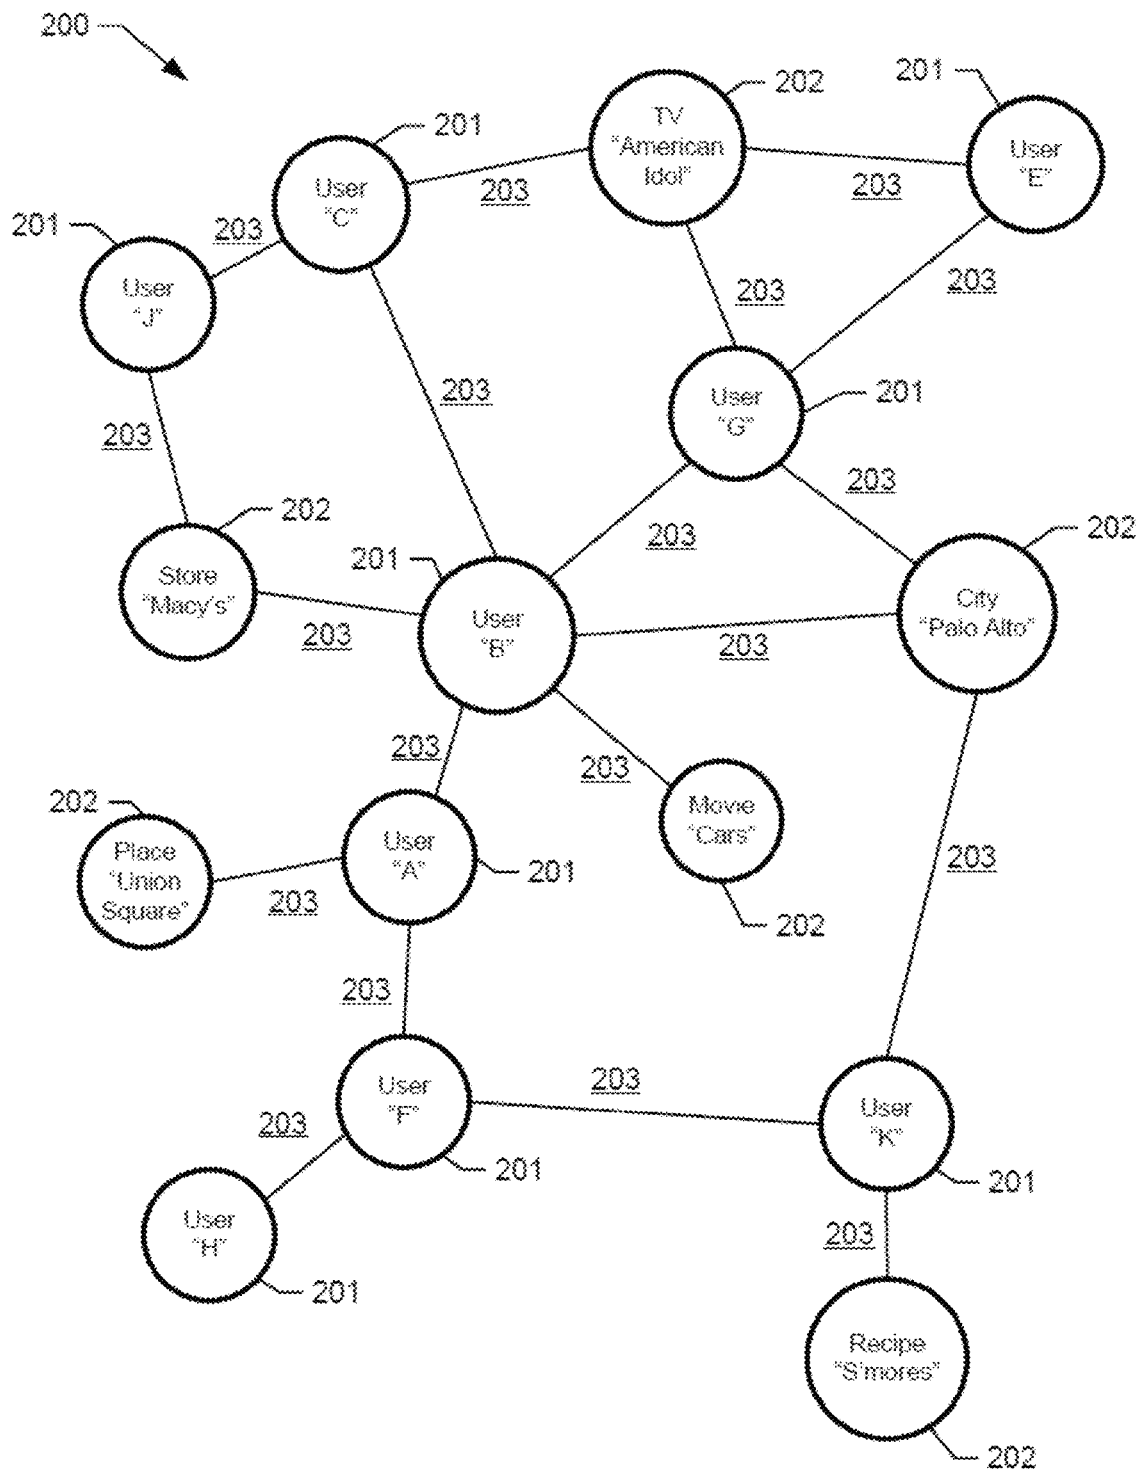 200
201
TV
"American
Idol"
202
201
User
"E"
User
"C"
203
203
201
203
User
"J"
203
203
203
User
"G"
201
203
203
203
202
Store
"Macy's"
203
201
User
"B"
203
202
City
"Palo Alto"
203
203
203
Movie
"Cars"
202
202
Place
"Union
Square"
203
User
"A"
201
203
203
User
"F"
201
203
203
User
"K"
201
User
"H"
201
203
Recipe
"S'mores"
202